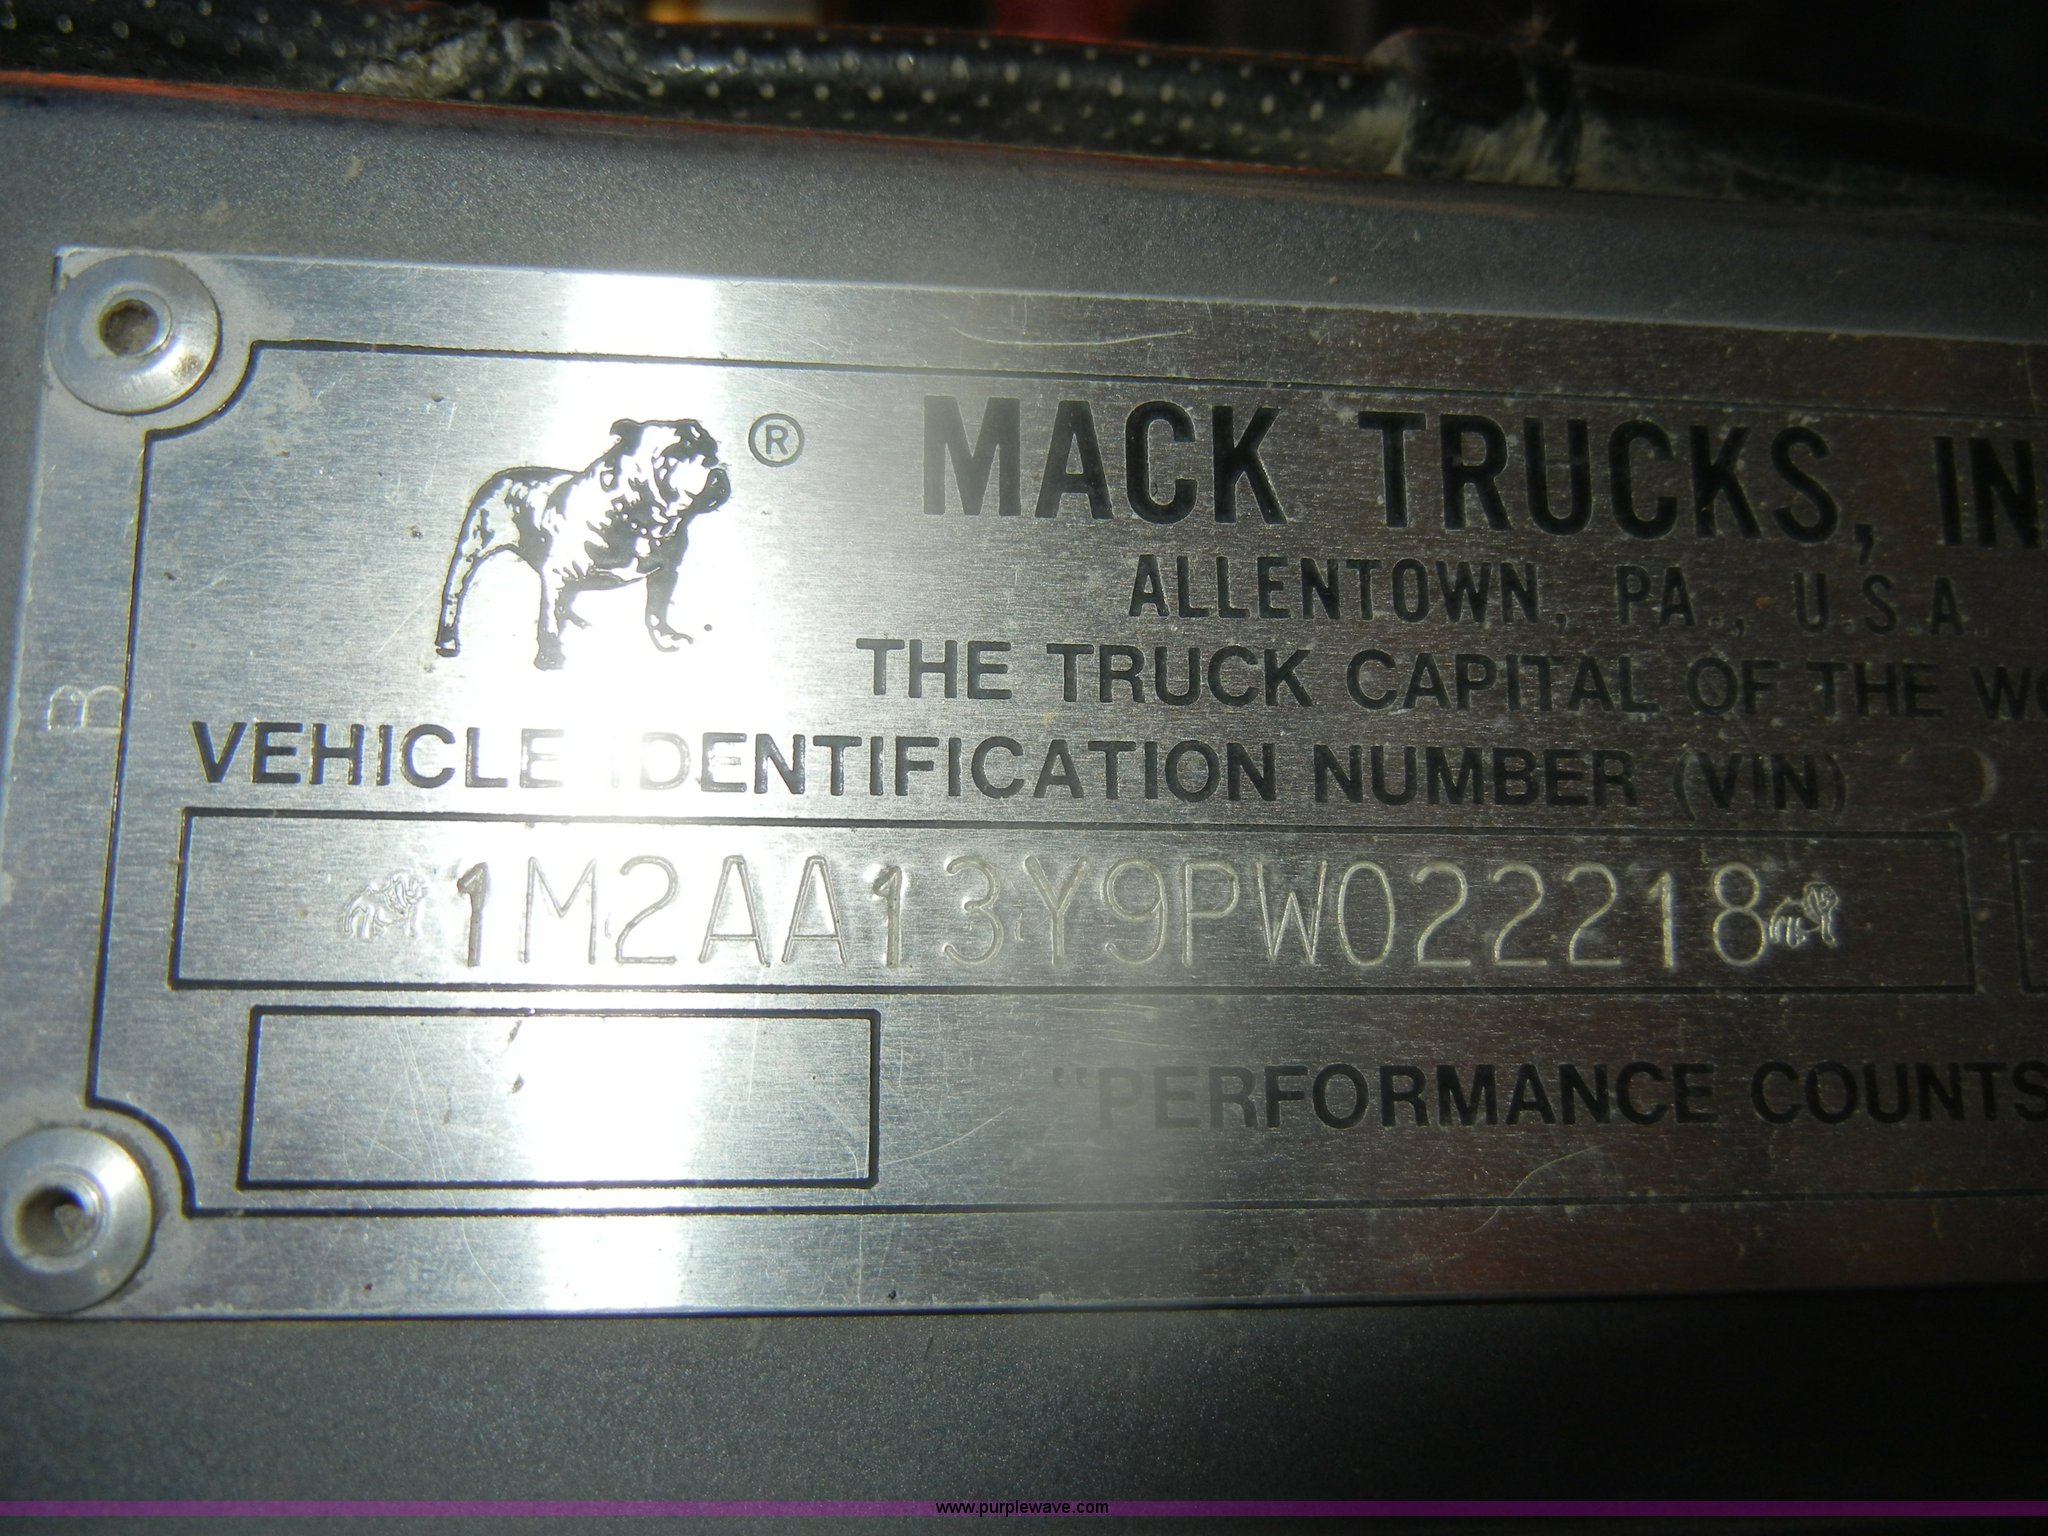 ® MACK TRUCKS, IN
ALLENTOWN, PA., U.S.A.
THE TRUCK CAPITAL OF THE WO
B
VEHICLE IDENTIFICATION NUMBER (VIN)
1M2AA13Y9PW022218
"PERFORMANCE COUNTS
www.purplewave.com